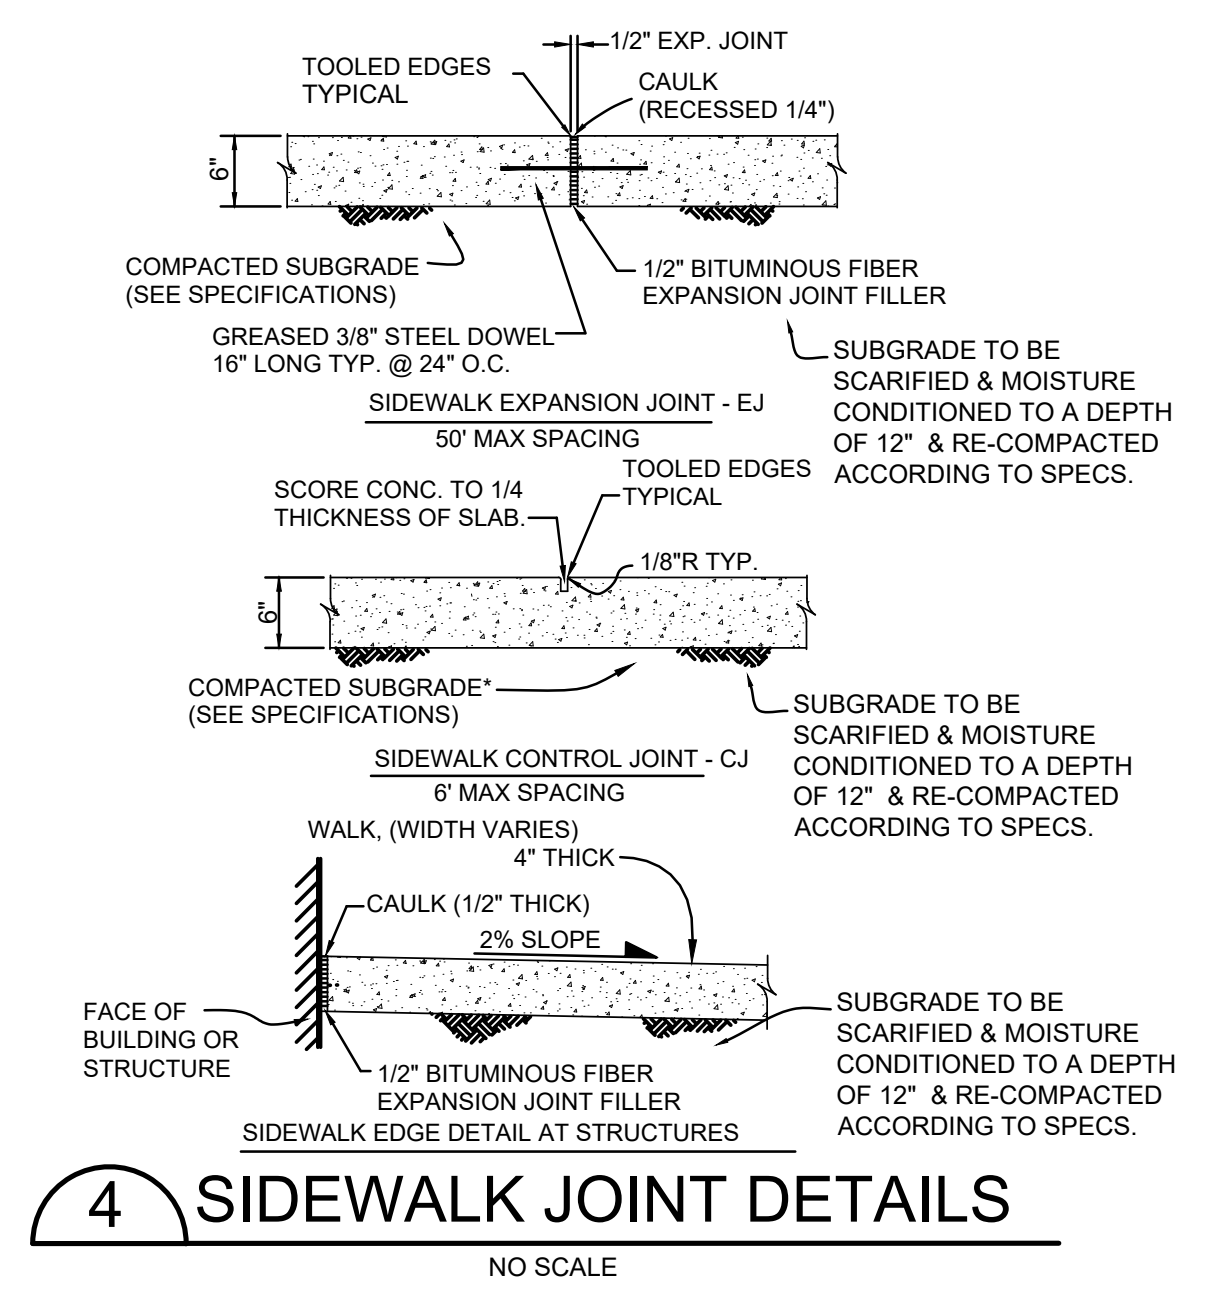 1/2" EXP. JOINT
TOOLED EDGES
TYPICAL
CAULK
(RECESSED 1/4")
6"
COMPACTED SUBGRADE
(SEE SPECIFICATIONS)
1/2" BITUMINOUS FIBER
EXPANSION JOINT FILLER
GREASED 3/8" STEEL DOWEL
16" LONG TYP. @ 24" O.C.
SUBGRADE TO BE
SCARIFIED & MOISTURE
CONDITIONED TO A DEPTH
OF 12" & RE-COMPACTED
ACCORDING TO SPECS.
SIDEWALK EXPANSION JOINT - EJ
50' MAX SPACING
TOOLED EDGES
TYPICAL
SCORE CONC. TO 1/4
THICKNESS OF SLAB.
1/8"R TYP.
6"
COMPACTED SUBGRADE*
(SEE SPECIFICATIONS)
SUBGRADE TO BE
SCARIFIED & MOISTURE
CONDITIONED TO A DEPTH
OF 12" & RE-COMPACTED
ACCORDING TO SPECS.
SIDEWALK CONTROL JOINT - CJ
6' MAX SPACING
WALK, (WIDTH VARIES)
4" THICK
CAULK (1/2" THICK)
2% SLOPE
FACE OF
BUILDING OR
STRUCTURE
SUBGRADE TO BE
SCARIFIED & MOISTURE
CONDITIONED TO A DEPTH
OF 12" & RE-COMPACTED
ACCORDING TO SPECS.
1/2" BITUMINOUS FIBER
EXPANSION JOINT FILLER
SIDEWALK EDGE DETAIL AT STRUCTURES
4 SIDEWALK JOINT DETAILS
NO SCALE